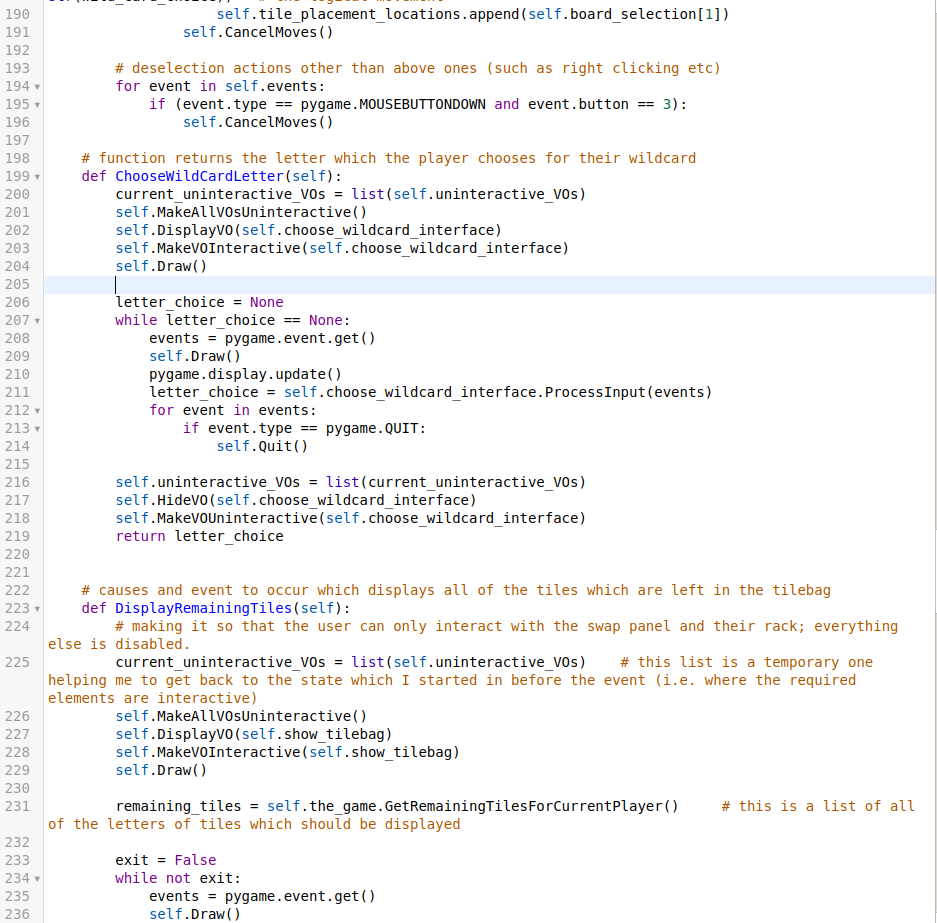 190                     self.tile_placement_locations.append(self.board_selection[1])
191                 self.CancelMoves()
192
193         # deselection actions other than above ones (such as right clicking etc)
194         for event in self.events:
195             if (event.type == pygame.MOUSEBUTTONDOWN and event.button == 3):
196                 self.CancelMoves()
197
198     # function returns the letter which the player chooses for their wildcard
199     def ChooseWildCardLetter(self):
200         current_uninteractive_VOs = list(self.uninteractive_VOs)
201         self.MakeAllVOsUninteractive()
202         self.DisplayVO(self.choose_wildcard_interface)
203         self.MakeVOInteractive(self.choose_wildcard_interface)
204         self.Draw()
205
206         letter_choice = None
207         while letter_choice == None:
208             events = pygame.event.get()
209             self.Draw()
210             pygame.display.update()
211             letter_choice = self.choose_wildcard_interface.ProcessInput(events)
212             for event in events:
213                 if event.type == pygame.QUIT:
214                     self.Quit()
215
216         self.uninteractive_VOs = list(current_uninteractive_VOs)
217         self.HideVO(self.choose_wildcard_interface)
218         self.MakeVOUninteractive(self.choose_wildcard_interface)
219         return letter_choice
220
221
222     # causes and event to occur which displays all of the tiles which are left in the tilebag
223     def DisplayRemainingTiles(self):
224         # making it so that the user can only interact with the swap panel and their rack; everything
else is disabled.
225         current_uninteractive_VOs = list(self.uninteractive_VOs)    # this list is a temporary one
helping me to get back to the state which I started in before the event (i.e. where the required
elements are interactive)
226         self.MakeAllVOsUninteractive()
227         self.DisplayVO(self.show_tilebag)
228         self.MakeVOInteractive(self.show_tilebag)
229         self.Draw()
230
231         remaining_tiles = self.the_game.GetRemainingTilesForCurrentPlayer()     # this is a list of all
of the letters of tiles which should be displayed
232
233         exit = False
234         while not exit:
235             events = pygame.event.get()
236             self.Draw()